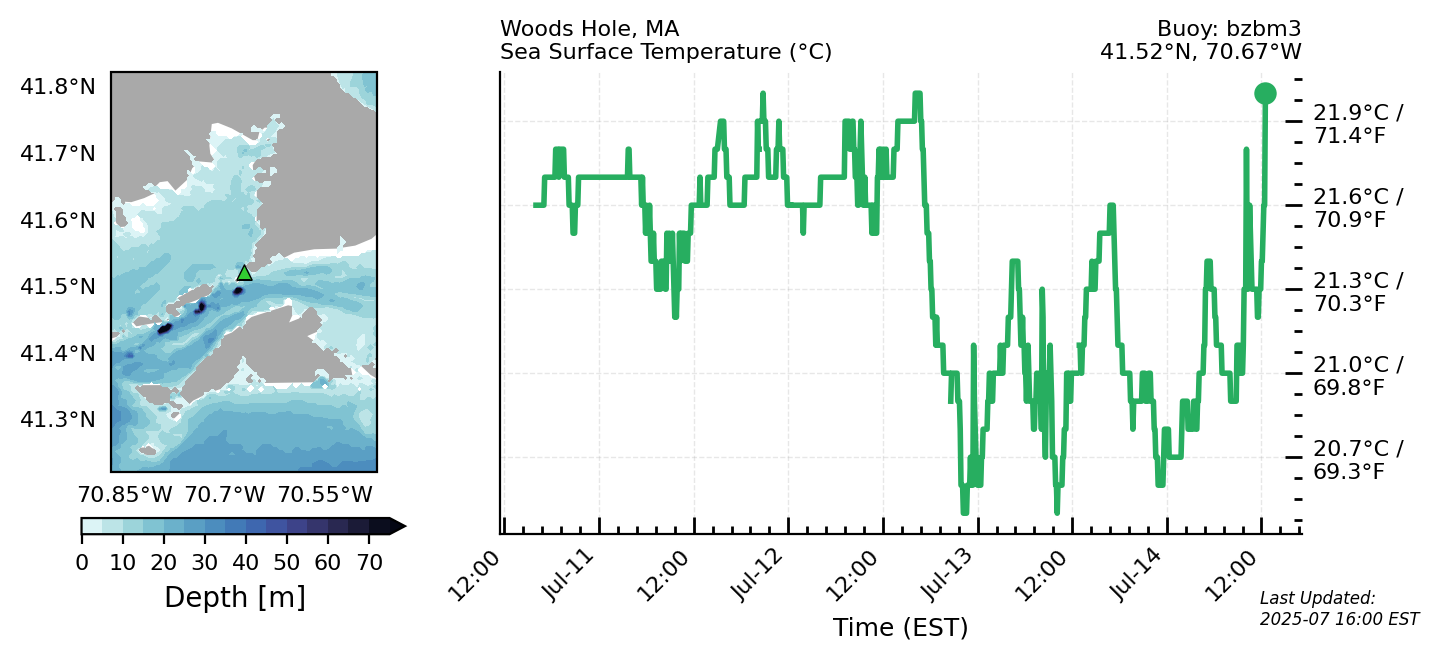 Woods Hole, MA
Sea Surface Temperature (°C)
Buoy: bzbm3
41.52°N, 70.67°W
41.8°N
41.7°N
41.6°N
41.5°N
41.4°N
41.3°N
70.85°W 70.7°W 70.55°W
0 10 20 30 40 50 60 70
Depth [m]
21.9°C /
71.4°F
21.6°C /
70.9°F
21.3°C /
70.3°F
21.0°C /
69.8°F
20.7°C /
69.3°F
12:00 Jul-11 12:00 Jul-12 12:00 Jul-13 12:00 Jul-14 12:00
Time (EST)
Last Updated:
2025-07 16:00 EST